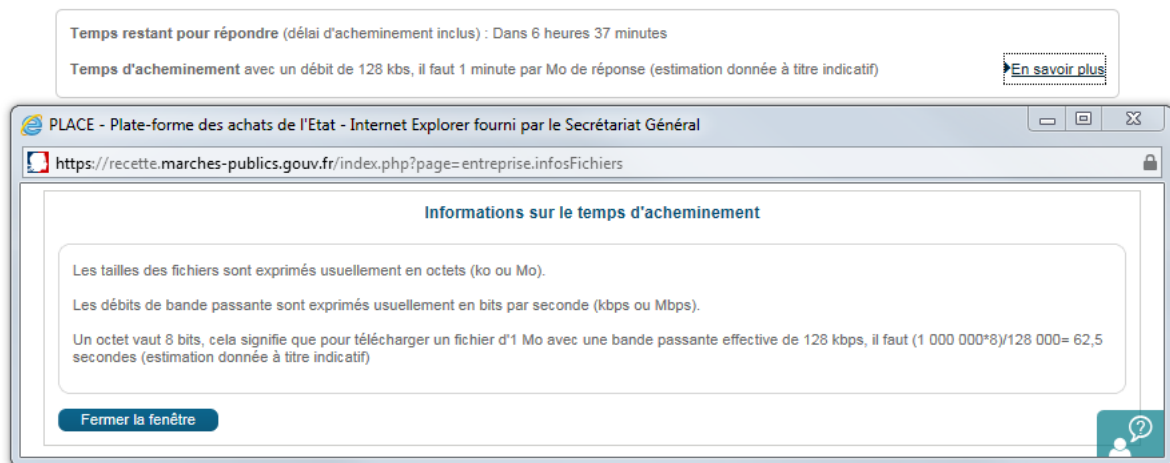 Temps restant pour répondre (délai d'acheminement inclus) : Dans 6 heures 37 minutes
Temps d'acheminement avec un débit de 128 kbs, il faut 1 minute par Mo de réponse (estimation donnée à titre indicatif)
En savoir plus
PLACE - Plate-forme des achats de l'Etat - Internet Explorer fourni par le Secrétariat Général
https://recette.marches-publics.gouv.fr/index.php?page=entreprise.infosFichiers
Informations sur le temps d'acheminement
Les tailles des fichiers sont exprimés usuellement en octets (ko ou Mo).
Les débits de bande passante sont exprimés usuellement en bits par seconde (kbps ou Mbps).
Un octet vaut 8 bits, cela signifie que pour télécharger un fichier d'1 Mo avec une bande passante effective de 128 kbps, il faut (1 000 000*8)/128 000= 62,5
secondes (estimation donnée à titre indicatif)
Fermer la fenêtre
?